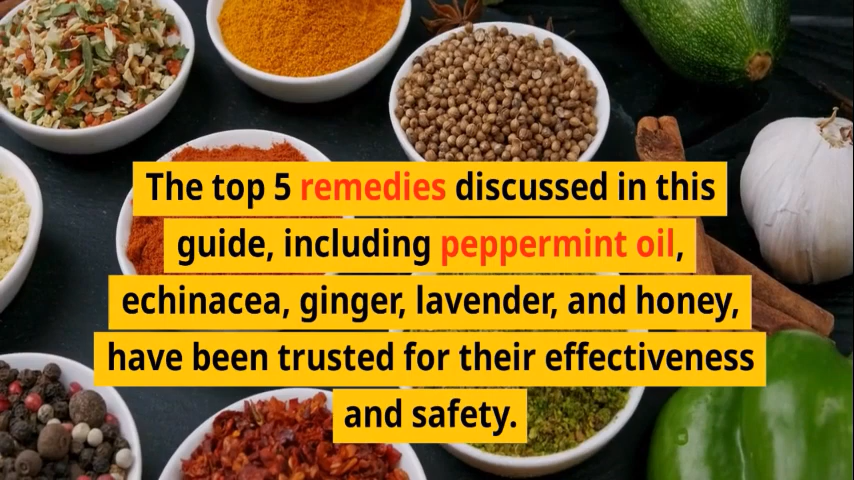 The top 5 remedies discussed in this
guide, including peppermint oil,
echinacea, ginger, lavender, and honey,
have been trusted for their effectiveness
and safety.